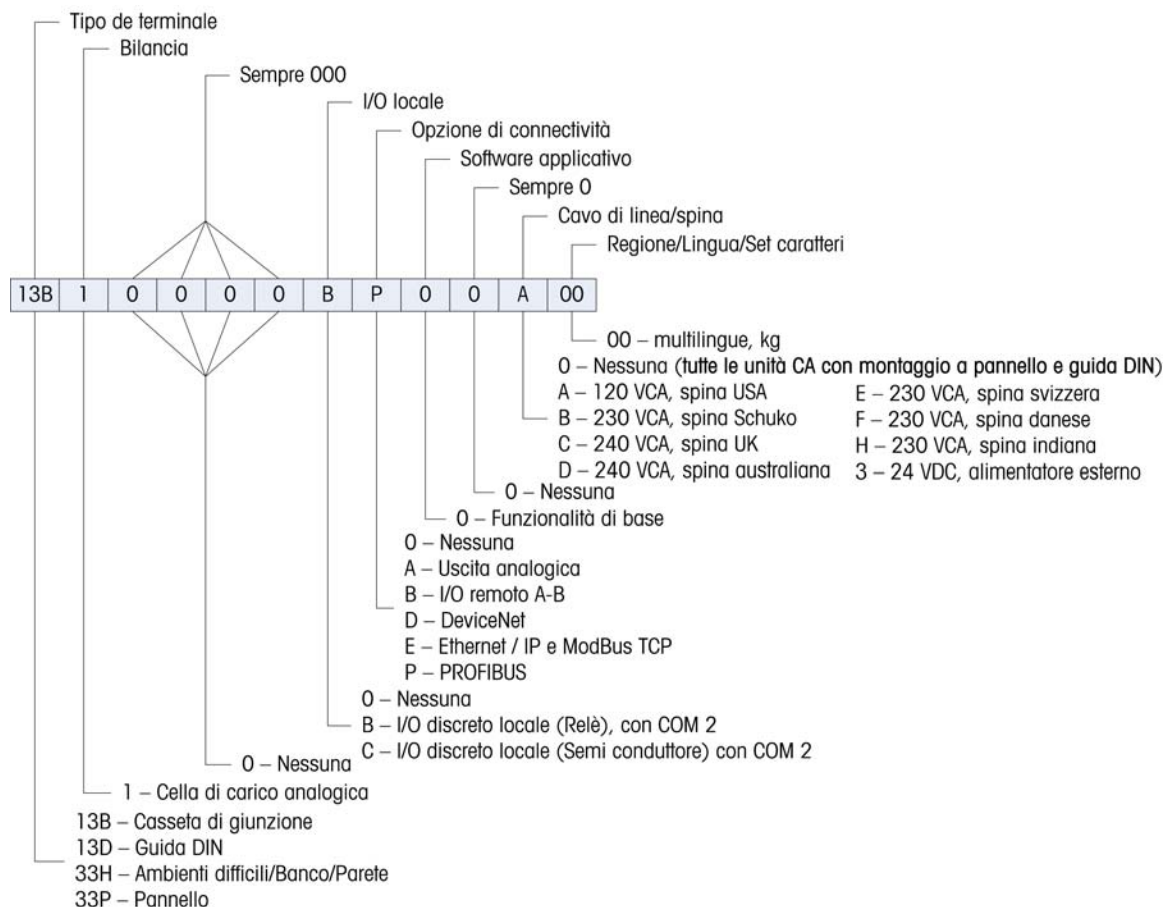 Tipo de terminale
Bilancia
Sempre 000
I/O locale
Opzione di connectività
Software applicativo
Sempre 0
Cavo di linea/spina
Regione/Lingua/Set caratteri
13B 1 0 0 0 0 B P 0 0 A 00
00 – multilingue, kg
0 – Nessuna (tutte le unità CA con montaggio a pannello e guida DIN)
A – 120 VCA, spina USA
B – 230 VCA, spina Schuko
C – 240 VCA, spina UK
D – 240 VCA, spina australiana
E – 230 VCA, spina svizzera
F – 230 VCA, spina danese
H – 230 VCA, spina indiana
3 – 24 VDC, alimentatore esterno
0 – Nessuna
0 – Funzionalità di base
0 – Nessuna
A – Uscita analogica
B – I/O remoto A-B
D – DeviceNet
E – Ethernet / IP e ModBus TCP
P – PROFIBUS
0 – Nessuna
B – I/O discreto locale (Relè), con COM 2
C – I/O discreto locale (Semi conduttore) con COM 2
0 – Nessuna
1 – Cella di carico analogica
13B – Casseta di giunzione
13D – Guida DIN
33H – Ambienti difficili/Banco/Parete
33P – Pannello